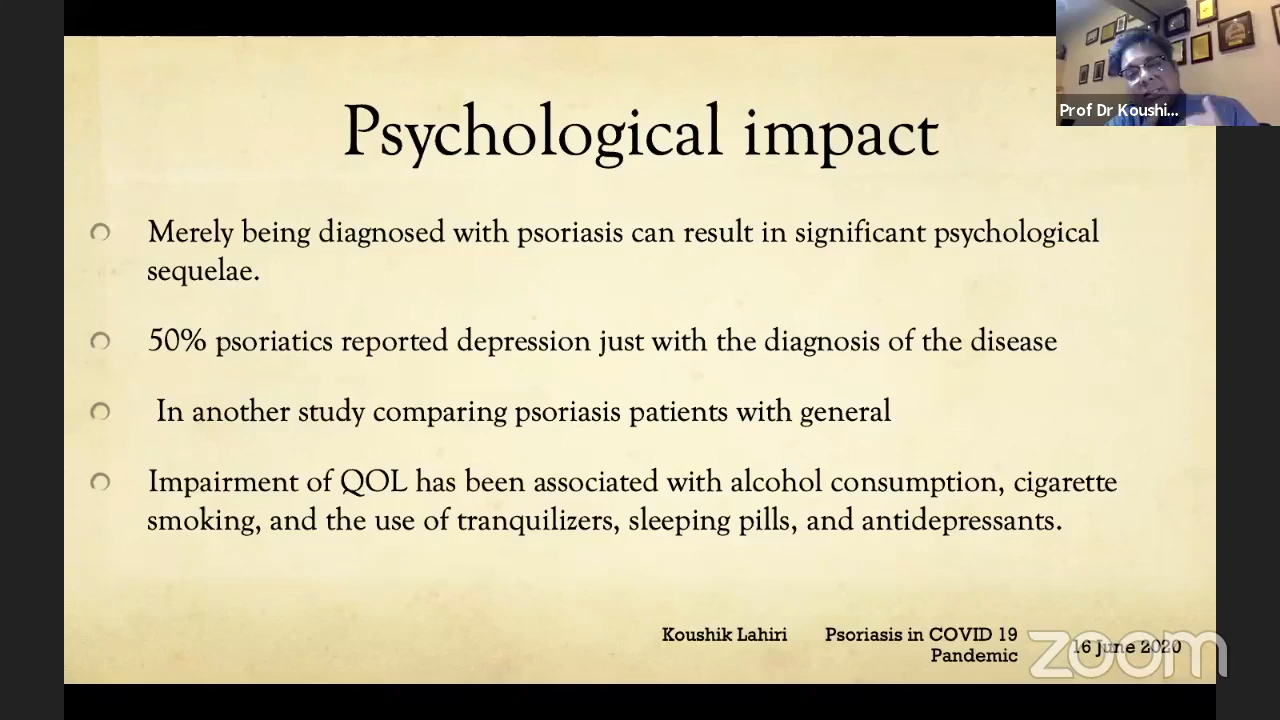 Prof Dr Koushi...
Psychological impact
Merely being diagnosed with psoriasis can result in significant psychological
sequelae.
50% psoriatics reported depression just with the diagnosis of the disease
In another study comparing psoriasis patients with general
Impairment of QOL has been associated with alcohol consumption, cigarette
smoking, and the use of tranquilizers, sleeping pills, and antidepressants.
Koushik Lahiri
Psoriasis in COVID 19
Pandemic
16 June 2020
zoom